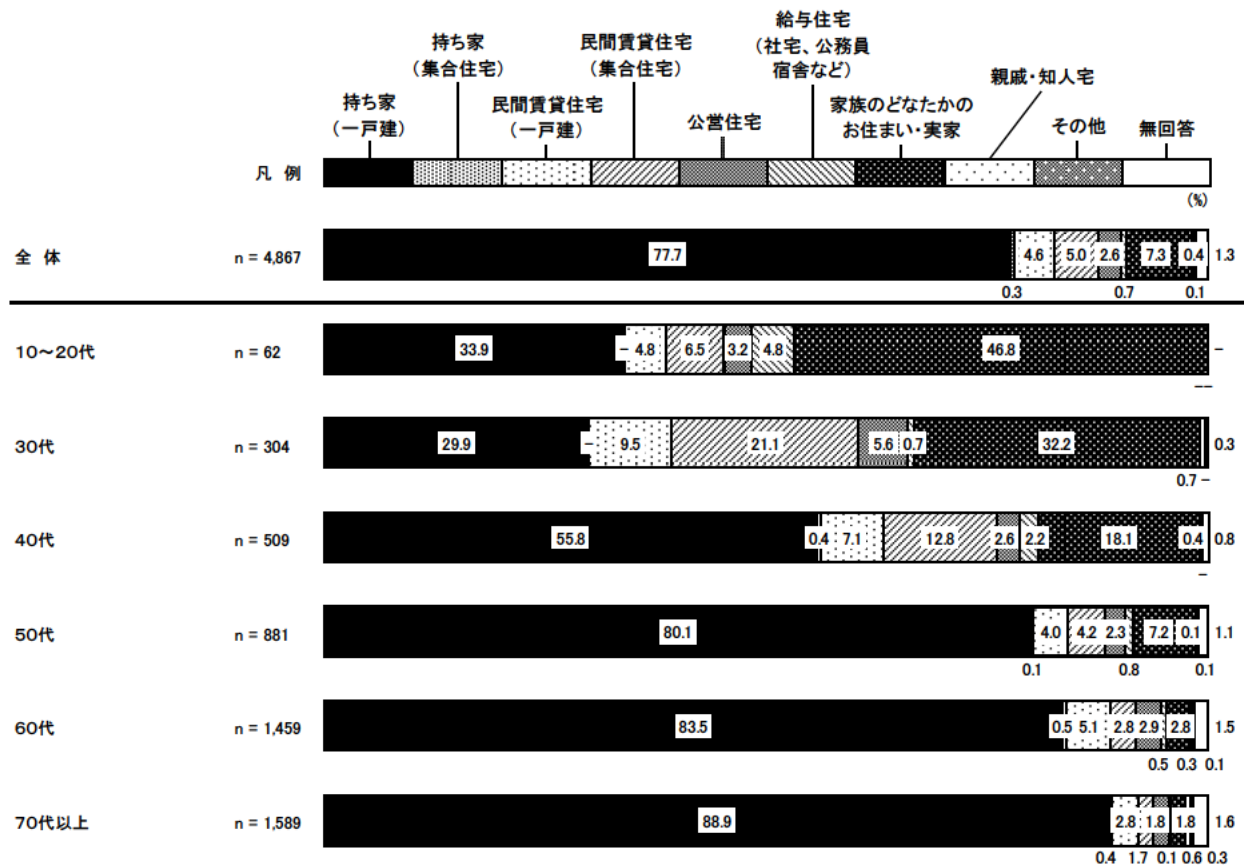 給与住宅
（社宅、公務員
宿舎など）
持ち家
（集合住宅）
民間賃貸住宅
（集合住宅）
親戚・知人宅
持ち家
（一戸建）
民間賃貸住宅
（一戸建）
公営住宅
家族のどなたかの
お住まい・実家
その他
無回答
凡 例
(%)
全 体 n = 4,867 77.7 4.6 5.0 2.6 7.3 0.4 1.3
0.3 0.7 0.1
10～20代 n = 62 33.9 － 4.8 6.5 3.2 4.8 46.8 －
－－
30代 n = 304 29.9 － 9.5 21.1 5.6 0.7 32.2 0.3
0.7 －
40代 n = 509 55.8 0.4 7.1 12.8 2.6 2.2 18.1 0.4 0.8
－
50代 n = 881 80.1 4.0 4.2 2.3 7.2 0.1 1.1
0.1 0.8 0.1
60代 n = 1,459 83.5 0.5 5.1 2.8 2.9 2.8 1.5
0.5 0.3 0.1
70代以上 n = 1,589 88.9 2.8 1.8 1.8 1.6
0.4 1.7 0.1 0.6 0.3